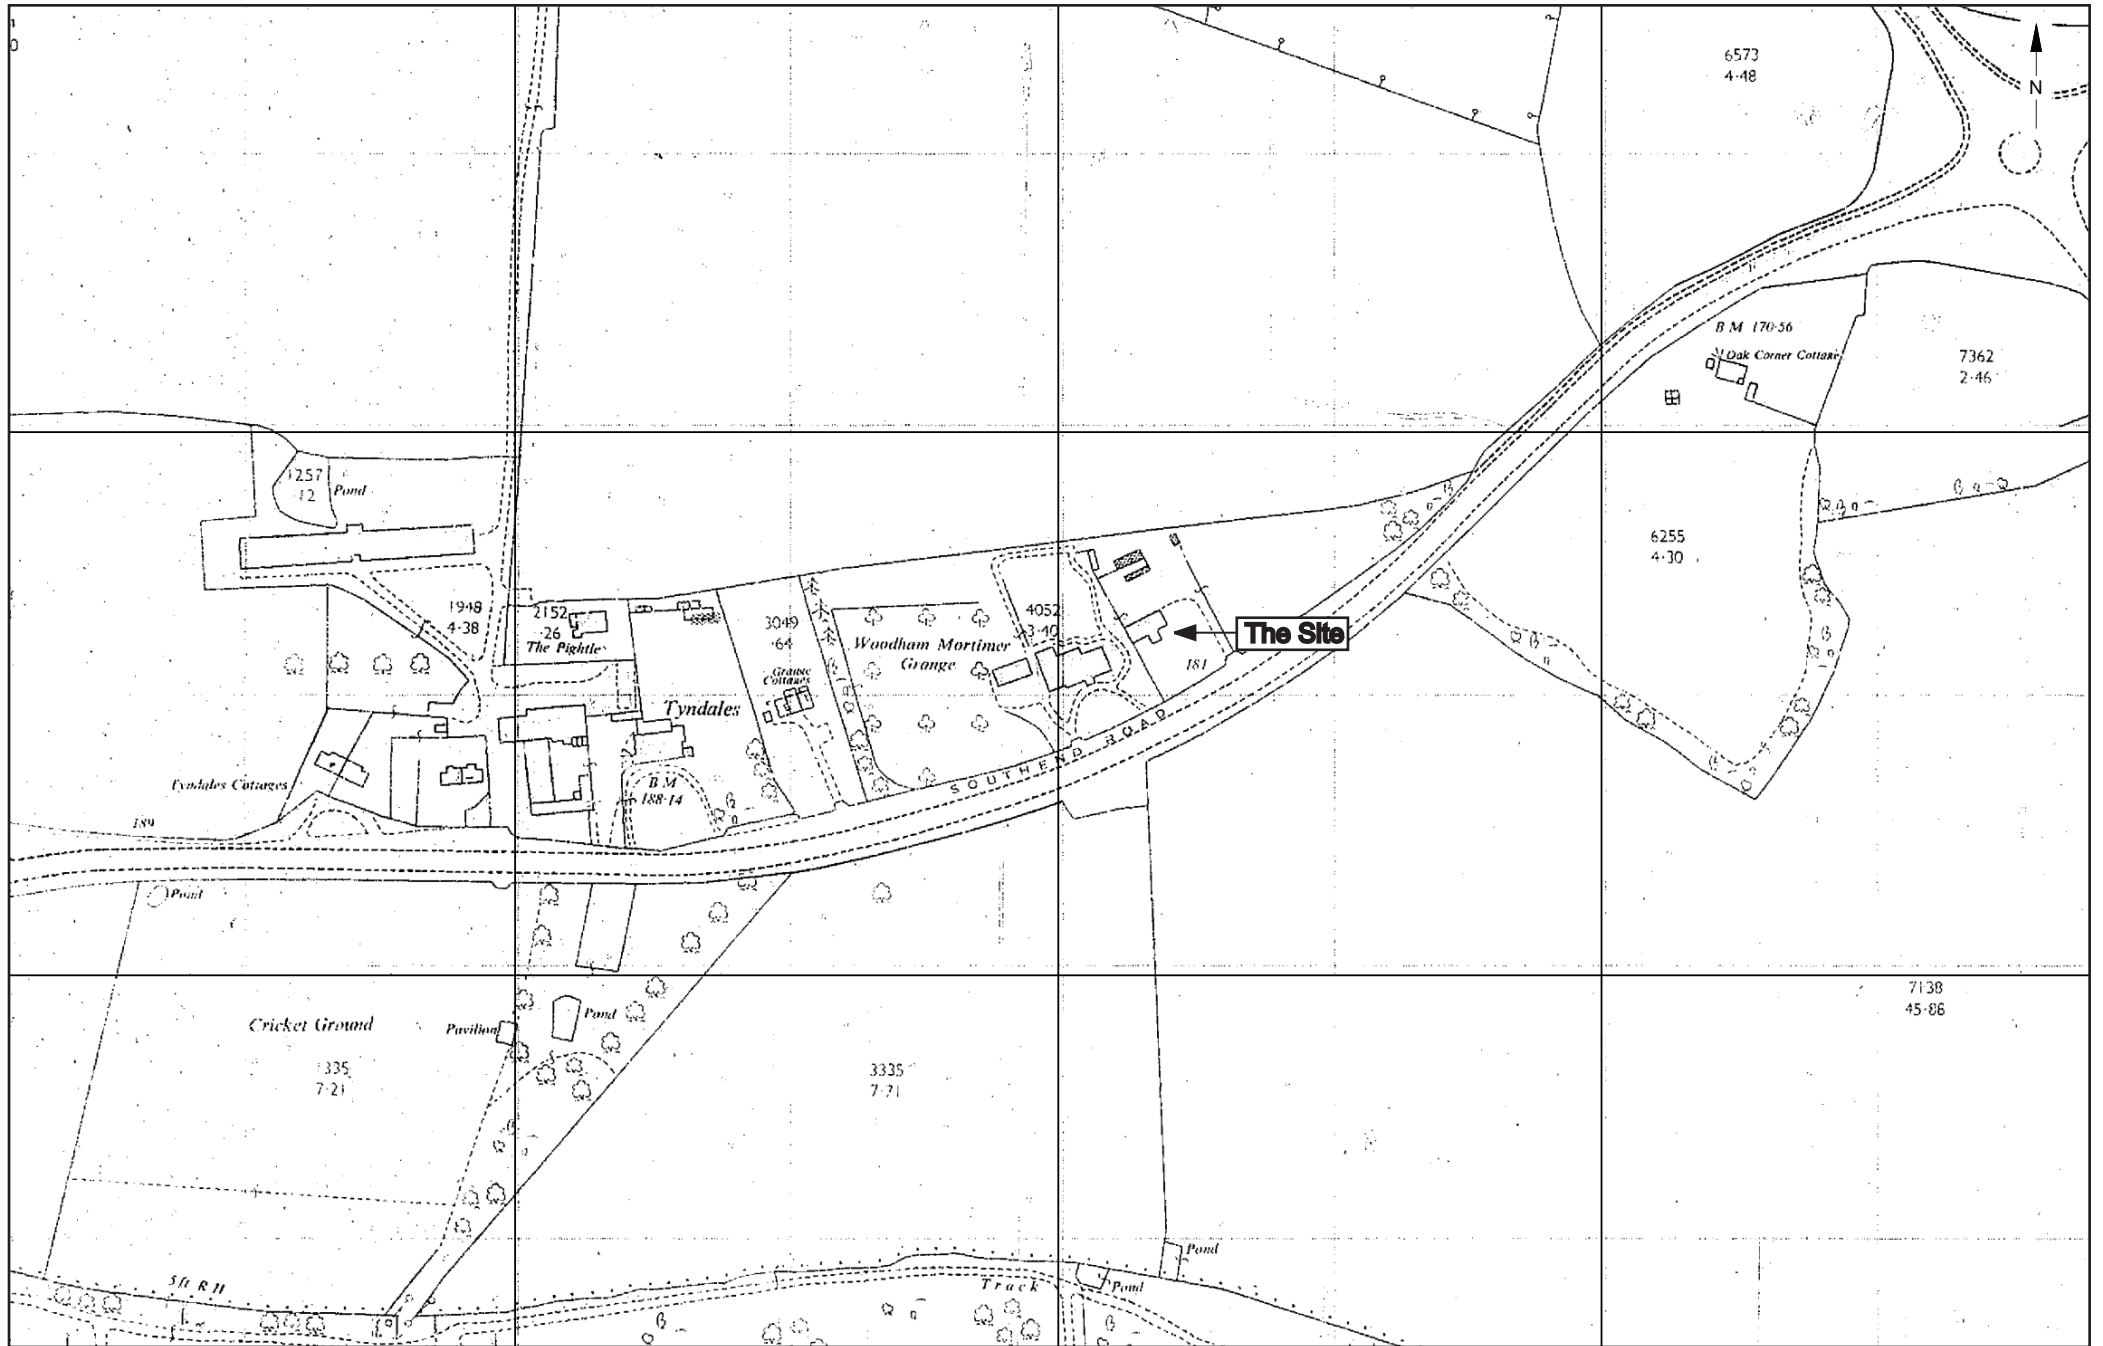 6573
4·48
N
B M 170·56
Oak Corner Cottage
7362
2·46
1257
·12
Pond
6255
4·30
1948
4·38
2152
·26
The Pightle
3049
·64
Grange
Cottages
Woodham Mortimer
Grange
4052
3·40
The Site
181
Tyndales
SOUTHEND ROAD
Tyndales Cottages
B M
188·14
189
Pond
Cricket Ground
1335
7·21
Pavilion
Pond
3335
7·71
7138
45·88
5ft R H
Track
Pond
Pond